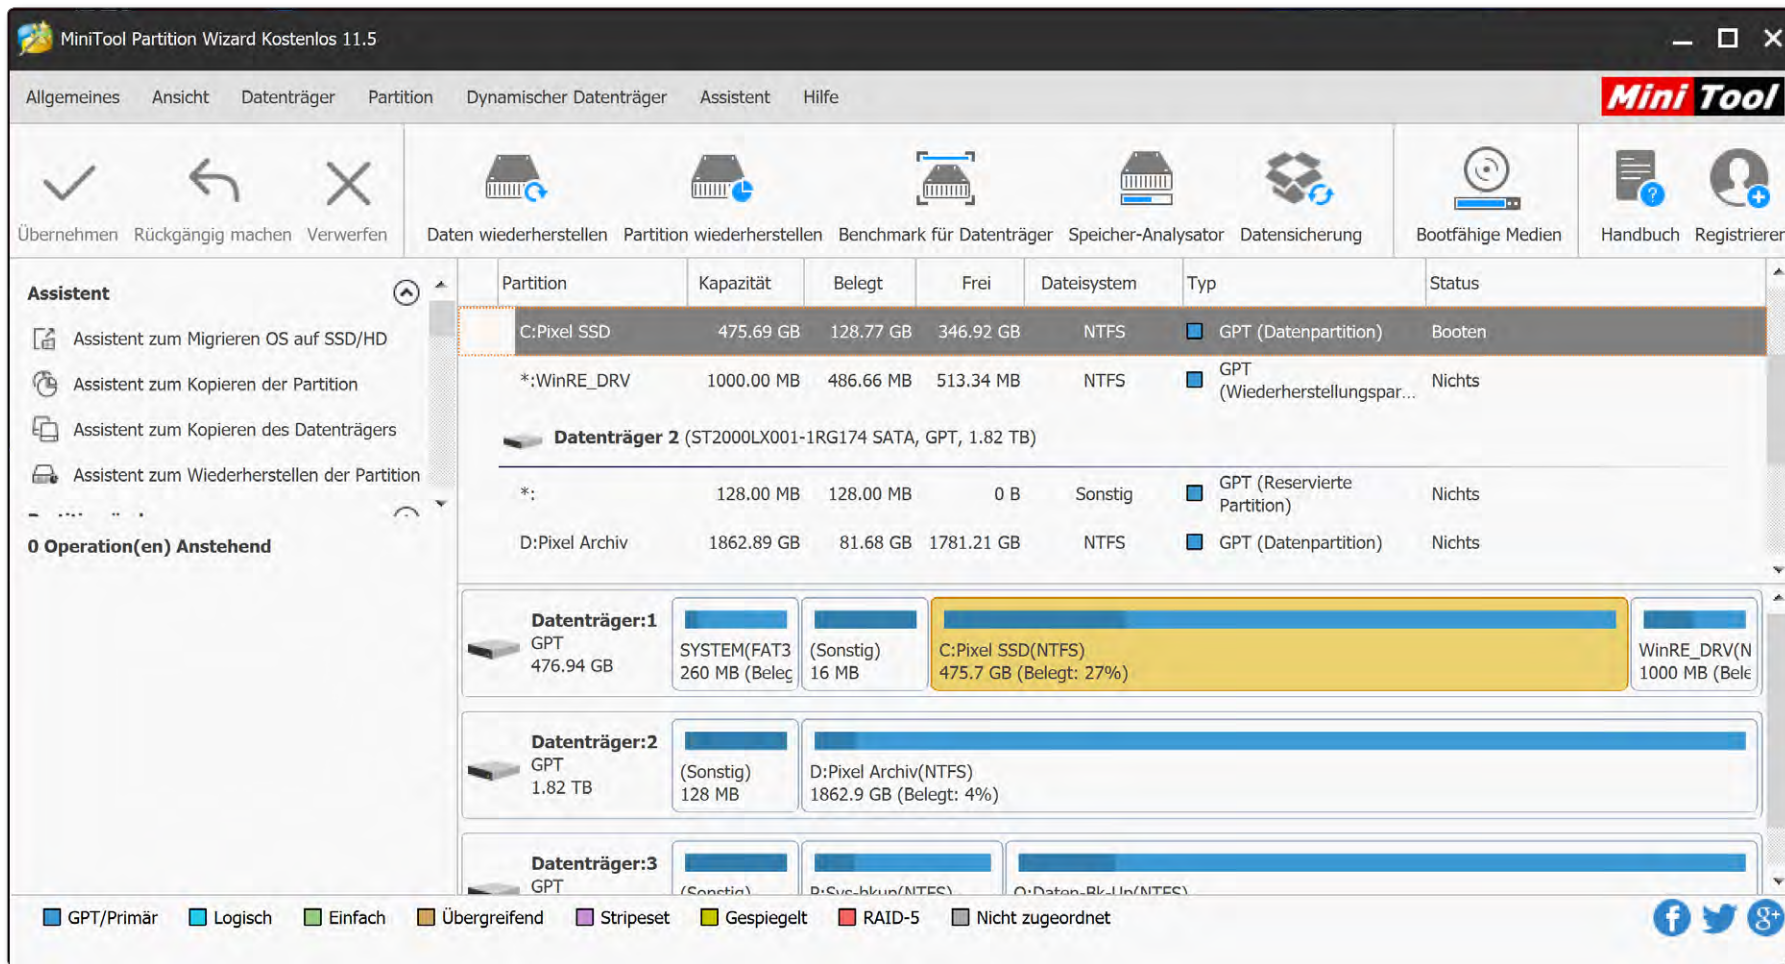 MiniTool Partition Wizard Kostenlos 11.5
Allgemeines Ansicht Datenträger Partition Dynamischer Datenträger Assistent Hilfe
Mini Tool
Übernehmen Rückgängig machen Verwerfen Daten wiederherstellen Partition wiederherstellen Benchmark für Datenträger Speicher-Analysator Datensicherung Bootfähige Medien Handbuch Registrieren
Assistent
Assistent zum Migrieren OS auf SSD/HD
Assistent zum Kopieren der Partition
Assistent zum Kopieren des Datenträgers
Assistent zum Wiederherstellen der Partition
0 Operation(en) Anstehend
Partition Kapazität Belegt Frei Dateisystem Typ Status
C:Pixel SSD 475.69 GB 128.77 GB 346.92 GB NTFS GPT (Datenpartition) Booten
*:WinRE_DRV 1000.00 MB 486.66 MB 513.34 MB NTFS GPT (Wiederherstellungspar... Nichts
Datenträger 2 (ST2000LX001-1RG174 SATA, GPT, 1.82 TB)
*: 128.00 MB 128.00 MB 0 B Sonstig GPT (Reservierte Partition) Nichts
D:Pixel Archiv 1862.89 GB 81.68 GB 1781.21 GB NTFS GPT (Datenpartition) Nichts
Datenträger:1
GPT
476.94 GB
SYSTEM(FAT3
260 MB (Beleg
(Sonstig)
16 MB
C:Pixel SSD(NTFS)
475.7 GB (Belegt: 27%)
WinRE_DRV(N
1000 MB (Bele
Datenträger:2
GPT
1.82 TB
(Sonstig)
128 MB
D:Pixel Archiv(NTFS)
1862.9 GB (Belegt: 4%)
Datenträger:3
GPT
(Sonstig)
GPT/Primär Logisch Einfach Übergreifend Stripeset Gespiegelt RAID-5 Nicht zugeordnet